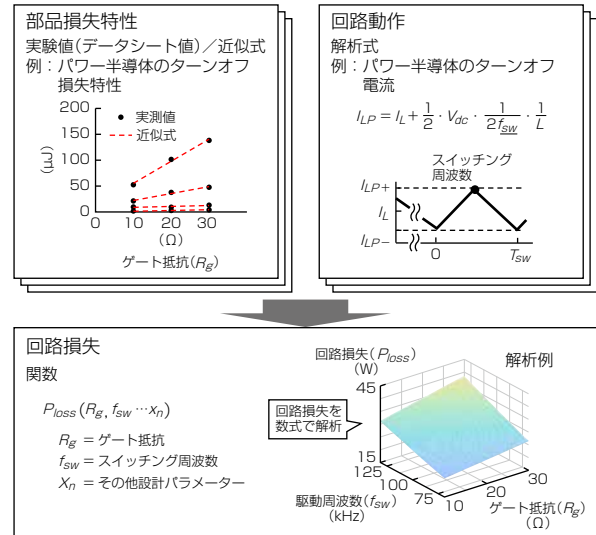 部品損失特性
実験値(データシート値)／近似式
例：パワー半導体のターンオフ
損失特性
200
150
100
50
0
(μJ)
実測値
近似式
0
10
20
30
(Ω)
ゲート抵抗(Rg)
回路動作
解析式
例：パワー半導体のターンオフ
電流
ILP = IL + 1/2 · Vdc · 1/2fsw · 1/L
スイッチング
周波数
ILP+
IL
ILP−
0
Tsw
回路損失
関数
Ploss (Rg, fsw …xn)
Rg = ゲート抵抗
fsw = スイッチング周波数
Xn = その他設計パラメーター
回路損失(Ploss)
(W)
解析例
回路損失を
数式で解析
45
15
125
100
75
駆動周波数(fsw)
(kHz)
10
20
30
ゲート抵抗(Rg)
(Ω)